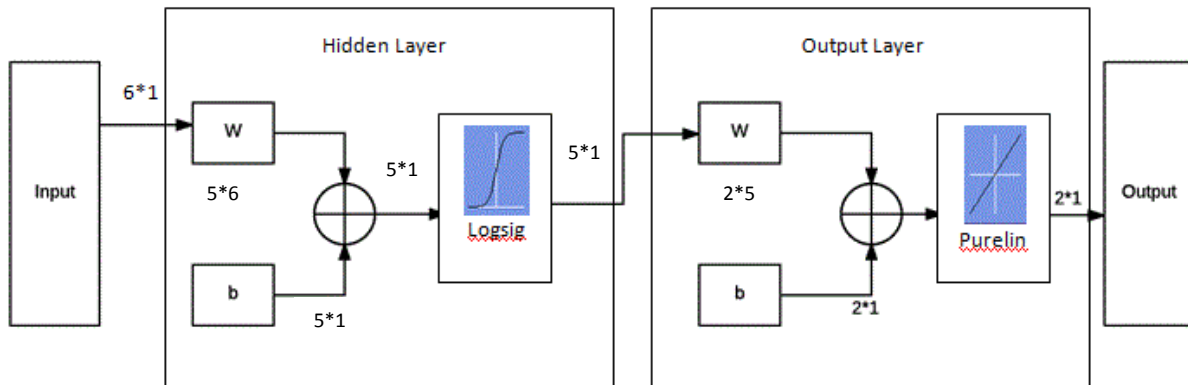 Hidden Layer
Output Layer
6*1
W
5*1
5*1
W
Input
5*6
2*5
2*1
Output
Logsig
Purelin
b
5*1
b
2*1